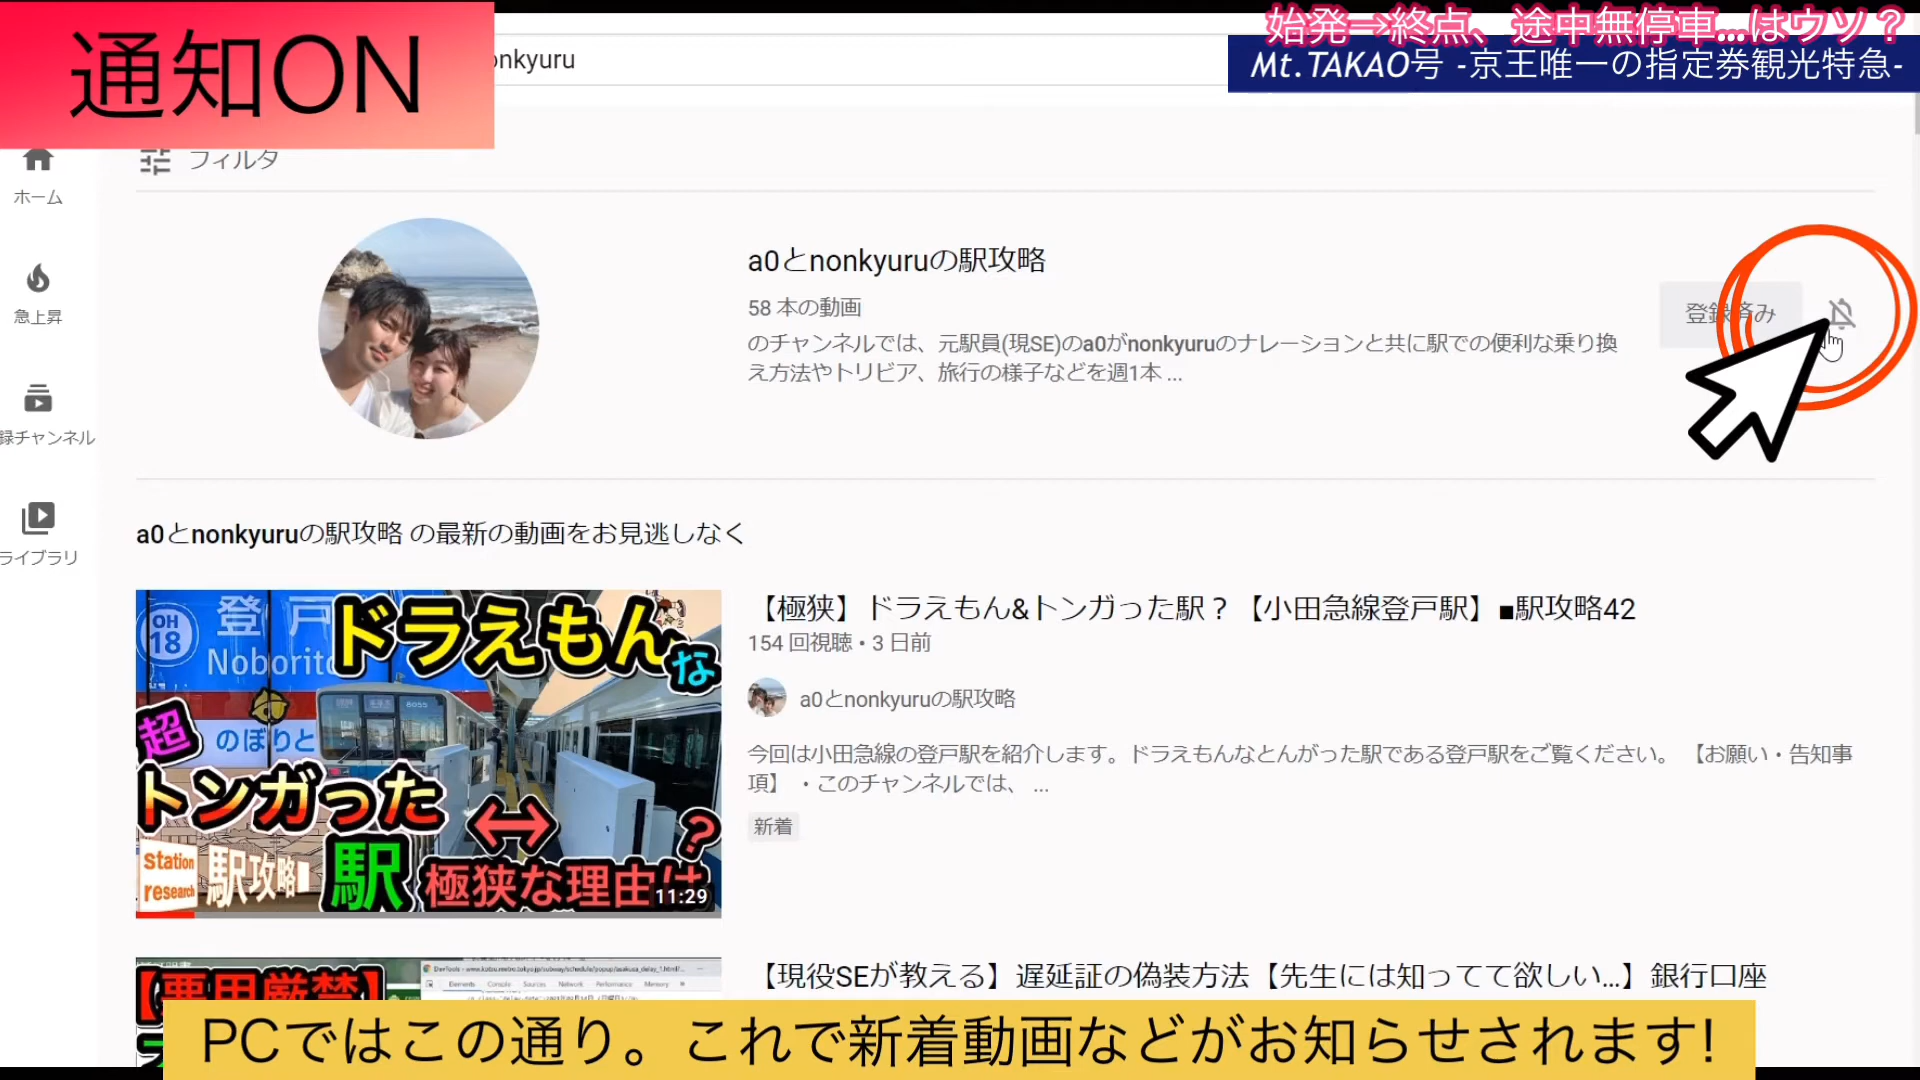 始発→終点、途中無停車...はウソ？
Mt.TAKAO号 -京王唯一の指定券観光特急-
通知ON
onkyuru
フィルタ
ホーム
急上昇
録チャンネル
ライブラリ
a0とnonkyuruの駅攻略
58 本の動画
のチャンネルでは、元駅員(現SE)のa0がnonkyuruのナレーションと共に駅での便利な乗り換
え方法やトリビア、旅行の様子などを週1本 ...
登録済み
a0とnonkyuruの駅攻略 の最新の動画をお見逃しなく
OH
18
登戸
Noborito
のぼりと
8055
ドラえもん
な
超
トンガった
駅
↔
極狭な理由は
？
station
research
駅攻略■
11:29
【極狭】ドラえもん&トンガった駅？【小田急線登戸駅】■駅攻略42
154 回視聴・3 日前
a0とnonkyuruの駅攻略
今回は小田急線の登戸駅を紹介します。ドラえもんなとんがった駅である登戸駅をご覧ください。 【お願い・告知事
項】 ・このチャンネルでは、 ...
新着
【悪用厳禁】
Elements Console Sources Network Performance Memory
【現役SEが教える】遅延証の偽装方法【先生には知ってて欲しい...】銀行口座
PCではこの通り。これで新着動画などがお知らせされます!